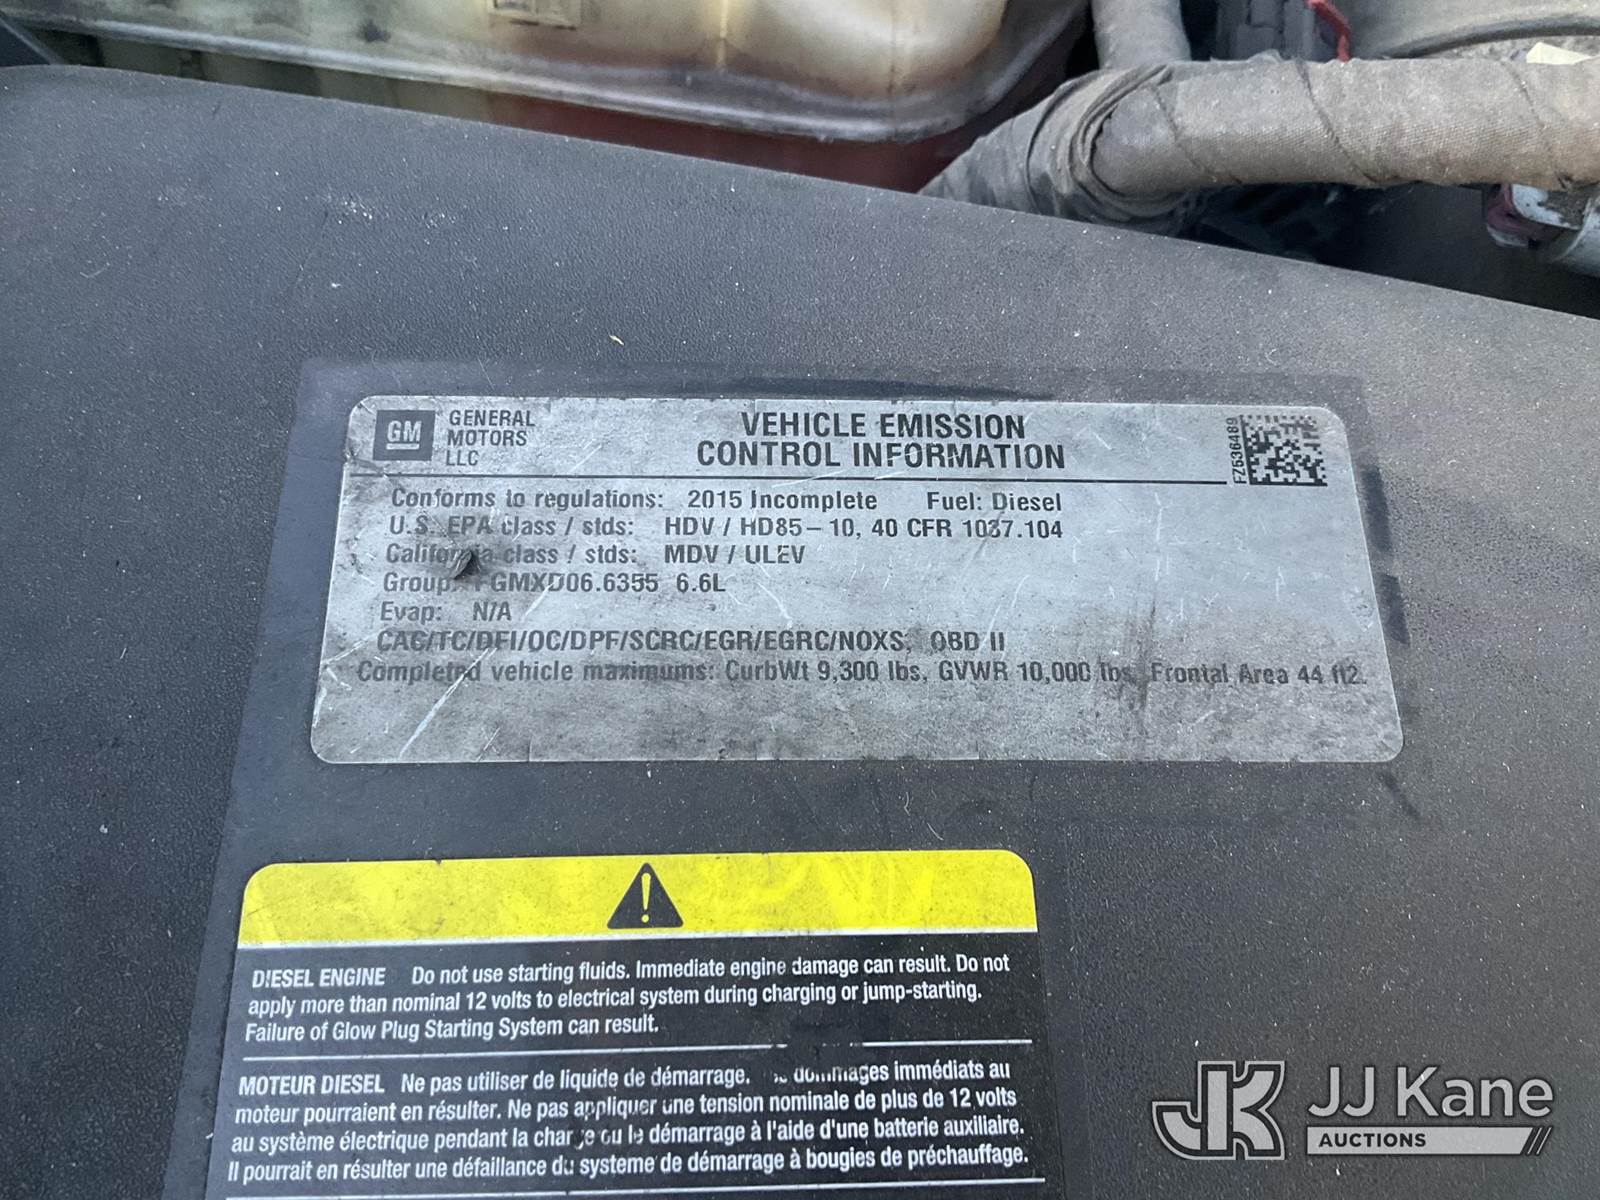 GM
GENERAL
MOTORS
LLC
VEHICLE EMISSION
CONTROL INFORMATION
FZ536489
Conforms to regulations: 2015 Incomplete Fuel: Diesel
U.S. EPA class / stds: HDV / HD85-10, 40 CFR 1037.104
California class / stds: MDV / ULEV
Group: FGMXD06.6355 6.6L
Evap: N/A
CAC/TC/DFI/OC/DPF/SCRC/EGR/EGRC/NOXS, OBD II
Completed vehicle maximums: CurbWt 9,300 lbs, GVWR 10,000 lbs, Frontal Area 44 ft2.
DIESEL ENGINE Do not use starting fluids. Immediate engine damage can result. Do not
apply more than nominal 12 volts to electrical system during charging or jump-starting.
Failure of Glow Plug Starting System can result.
MOTEUR DIESEL Ne pas utiliser de liquide de démarrage. dommages immédiats au
moteur pourraient en résulter. Ne pas appliquer une tension nominale de plus de 12 volts
au système électrique pendant la charge ou le démarrage à l'aide d'une batterie auxiliaire.
Il pourrait en résulter une défaillance du systeme de démarrage à bougies de préchauffage.
JK JJ Kane
AUCTIONS